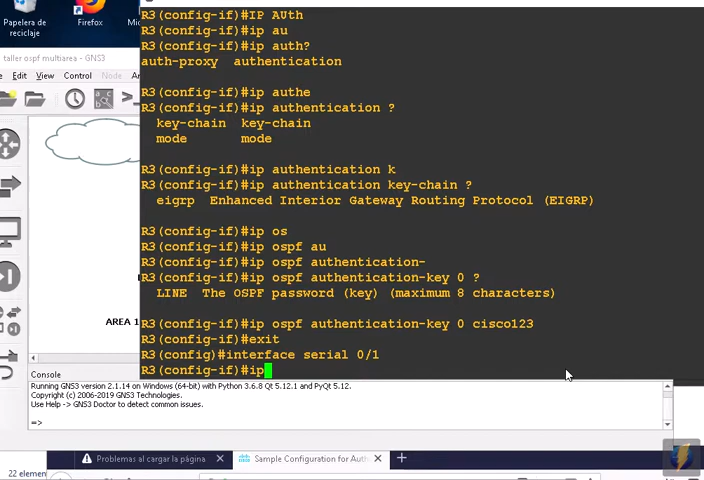 Papelera de
reciclaje
Firefox
taller ospf multiarea - GNS3
Edit View Control Node
AREA 1
R3(config-if)#IP AUth
R3(config-if)#ip au
R3(config-if)#ip auth?
auth-proxy authentication
R3(config-if)#ip authe
R3(config-if)#ip authentication ?
key-chain key-chain
mode mode
R3(config-if)#ip authentication k
R3(config-if)#ip authentication key-chain ?
eigrp Enhanced Interior Gateway Routing Protocol (EIGRP)
R3(config-if)#ip os
R3(config-if)#ip ospf au
R3(config-if)#ip ospf authentication-
R3(config-if)#ip ospf authentication-key 0 ?
LINE The OSPF password (key) (maximum 8 characters)
R3(config-if)#ip ospf authentication-key 0 cisco123
R3(config-if)#exit
R3(config)#interface serial 0/1
R3(config-if)#ip
Console
Running GNS3 version 2.1.14 on Windows (64-bit) with Python 3.6.8 Qt 5.12.1 and PyQt 5.12.
Copyright (c) 2006-2019 GNS3 Technologies.
Use Help -> GNS3 Doctor to detect common issues.
=>
Problemas al cargar la página
Sample Configuration for Auth
22 elemen